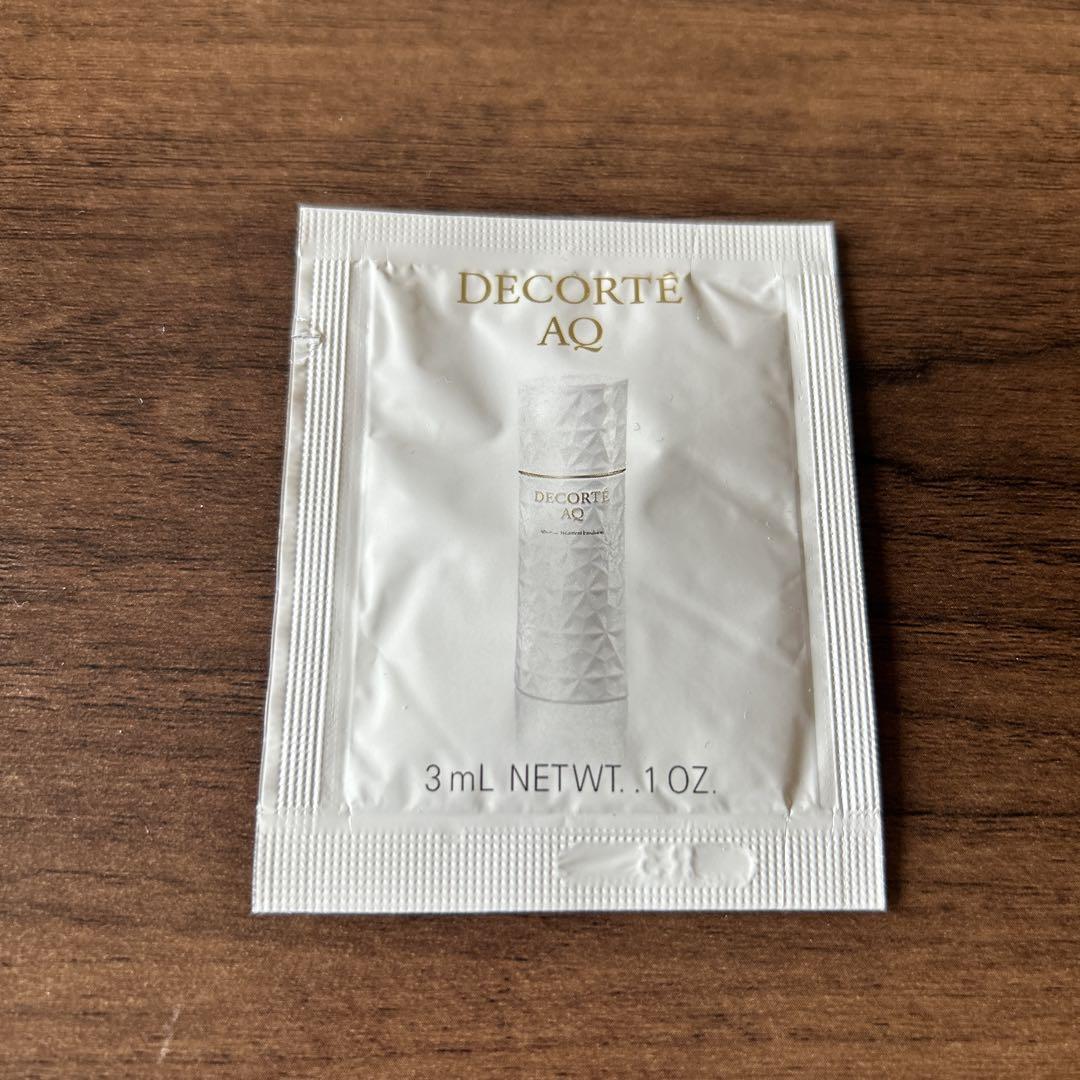 DECORTÉ
AQ
DECORTÉ
AQ
3 mL NET WT. .1 OZ.